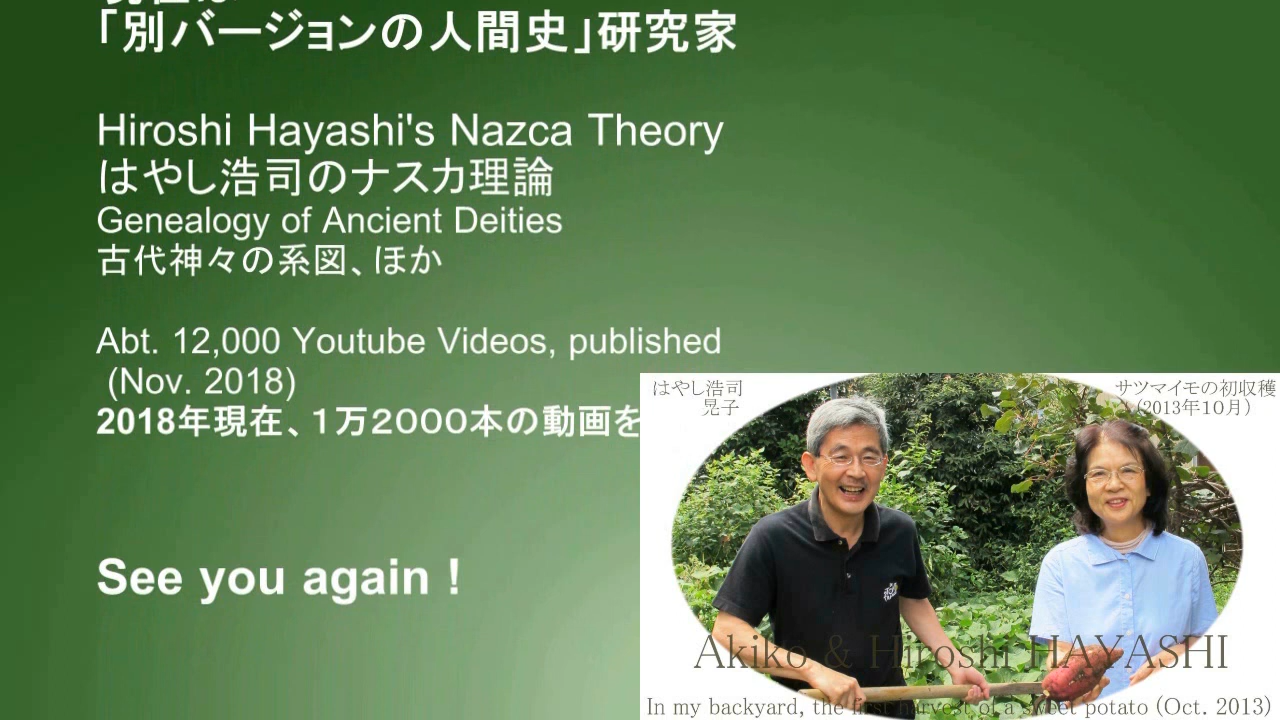 「別バージョンの人間史」研究家
Hiroshi Hayashi's Nazca Theory
はやし浩司のナスカ理論
Genealogy of Ancient Deities
古代神々の系図、ほか
Abt. 12,000 Youtube Videos, published
(Nov. 2018)
2018年現在、１万２０００本の動画を
See you again！
はやし浩司
晃子
サツマイモの初収穫
(2013年10月)
Akiko & Hiroshi HAYASHI
In my backyard, the first harvest of a sweet potato (Oct. 2013)